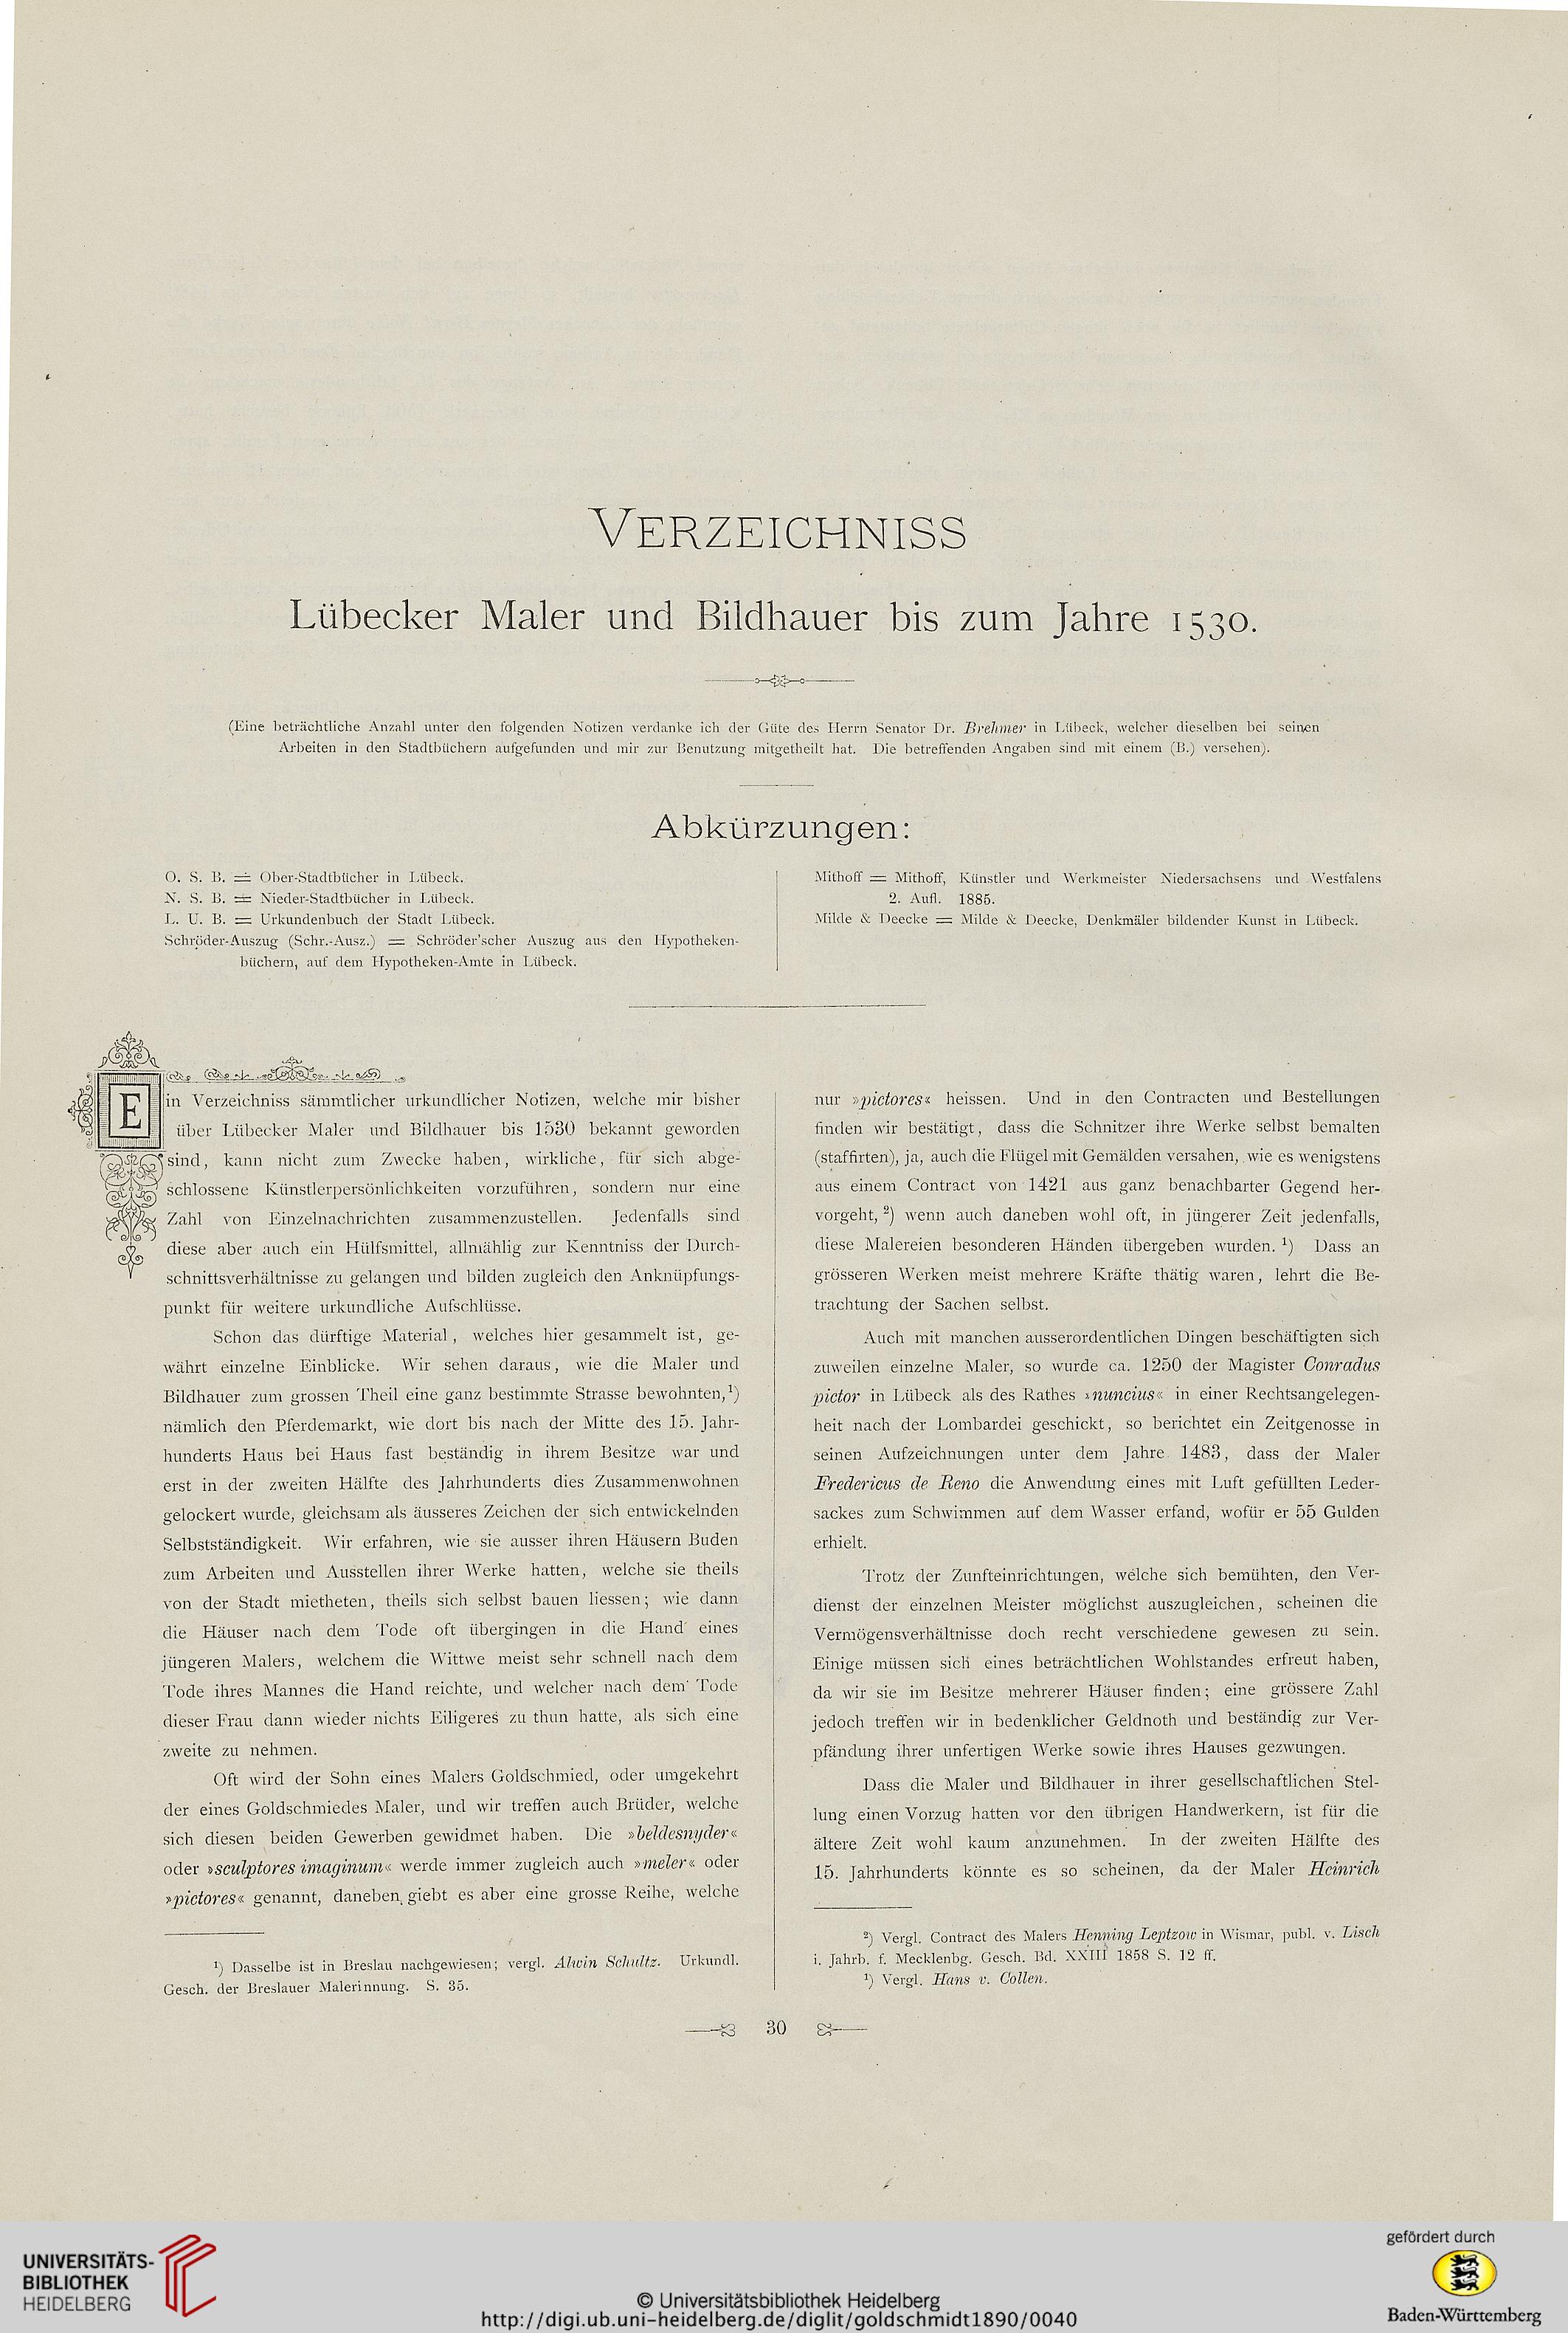 VERZEICHNISS
Lübecker Maler und Bildhauer bis zum Jahre 1530.
(Eine beträchtliche Anzahl unter den folgenden Notizen verdanke ich der Güte des Herrn Senator Dr. Brehmer in Lübeck, welcher dieselben bei seinen
Arbeiten in den Stadtbüchern aufgefunden und mir zur Benutzung mitgetheilt hat. Die betreffenden Angaben sind mit einem (B.) versehen).
Abkürzungen:
O. S. B. = Ober-Stadtbücher in Lübeck.
N. S. B. = Nieder-Stadtbücher in Lübeck.
L. U. B. = Urkundenbuch der Stadt Lübeck.
Schröder-Auszug (Schr.-Ausz.) = Schröder'scher Auszug aus den Hypotheken-
büchern, auf dem Hypotheken-Amte in Lübeck.
Mithoff = Mithoff, Künstler und Werkmeister Niedersachsens und Westfalens
2. Aufl. 1885.
Milde & Deecke = Milde & Deecke, Denkmäler bildender Kunst in Lübeck.
Ein Verzeichniss sämmtlicher urkundlicher Notizen, welche mir bisher
über Lübecker Maler und Bildhauer bis 1530 bekannt geworden
sind, kann nicht zum Zwecke haben, wirkliche, für sich abge-
schlossene Künstlerpersönlichkeiten vorzuführen, sondern nur eine
Zahl von Einzelnachrichten zusammenzustellen. Jedenfalls sind
diese aber auch ein Hülfsmittel, allmählig zur Kenntniss der Durch-
schnittsverhältnisse zu gelangen und bilden zugleich den Anknüpfungs-
punkt für weitere urkundliche Aufschlüsse.
Schon das dürftige Material, welches hier gesammelt ist, ge-
währt einzelne Einblicke. Wir sehen daraus, wie die Maler und
Bildhauer zum grossen Theil eine ganz bestimmte Strasse bewohnten,¹)
nämlich den Pferdemarkt, wie dort bis nach der Mitte des 15. Jahr-
hunderts Haus bei Haus fast beständig in ihrem Besitze war und
erst in der zweiten Hälfte des Jahrhunderts dies Zusammenwohnen
gelockert wurde, gleichsam als äusseres Zeichen der sich entwickelnden
Selbstständigkeit. Wir erfahren, wie sie ausser ihren Häusern Buden
zum Arbeiten und Ausstellen ihrer Werke hatten, welche sie theils
von der Stadt mietheten, theils sich selbst bauen liessen; wie dann
die Häuser nach dem Tode oft übergingen in die Hand eines
jüngeren Malers, welchem die Wittwe meist sehr schnell nach dem
Tode ihres Mannes die Hand reichte, und welcher nach dem Tode
dieser Frau dann wieder nichts Eiligeres zu thun hatte, als sich eine
zweite zu nehmen.
Oft wird der Sohn eines Malers Goldschmied, oder umgekehrt
der eines Goldschmiedes Maler, und wir treffen auch Brüder, welche
sich diesen beiden Gewerben gewidmet haben. Die »beldesnyder«
oder »sculptores imaginum« werde immer zugleich auch »meler« oder
»pictores« genannt, daneben giebt es aber eine grosse Reihe, welche
¹) Dasselbe ist in Breslau nachgewiesen; vergl. Alwin Schultz. Urkundl.
Gesch. der Breslauer Malerinnung. S. 35.
nur »pictores« heissen. Und in den Contracten und Bestellungen
finden wir bestätigt, dass die Schnitzer ihre Werke selbst bemalten
(staffirten), ja, auch die Flügel mit Gemälden versahen, wie es wenigstens
aus einem Contract von 1421 aus ganz benachbarter Gegend her-
vorgeht,²) wenn auch daneben wohl oft, in jüngerer Zeit jedenfalls,
diese Malereien besonderen Händen übergeben wurden.¹) Dass an
grösseren Werken meist mehrere Kräfte thätig waren, lehrt die Be-
trachtung der Sachen selbst.
Auch mit manchen ausserordentlichen Dingen beschäftigten sich
zuweilen einzelne Maler, so wurde ca. 1250 der Magister Conradus
pictor in Lübeck als des Rathes »nuncius« in einer Rechtsangelegen-
heit nach der Lombardei geschickt, so berichtet ein Zeitgenosse in
seinen Aufzeichnungen unter dem Jahre 1483, dass der Maler
Fredericus de Reno die Anwendung eines mit Luft gefüllten Leder-
sackes zum Schwimmen auf dem Wasser erfand, wofür er 55 Gulden
erhielt.
Trotz der Zunfteinrichtungen, welche sich bemühten, den Ver-
dienst der einzelnen Meister möglichst auszugleichen, scheinen die
Vermögensverhältnisse doch recht verschiedene gewesen zu sein.
Einige müssen sich eines beträchtlichen Wohlstandes erfreut haben,
da wir sie im Besitze mehrerer Häuser finden; eine grössere Zahl
jedoch treffen wir in bedenklicher Geldnoth und beständig zur Ver-
pfändung ihrer unfertigen Werke sowie ihres Hauses gezwungen.
Dass die Maler und Bildhauer in ihrer gesellschaftlichen Stel-
lung einen Vorzug hatten vor den übrigen Handwerkern, ist für die
ältere Zeit wohl kaum anzunehmen. In der zweiten Hälfte des
15. Jahrhunderts könnte es so scheinen, da der Maler Heinrich
²) Vergl. Contract des Malers Henning Leptzow in Wismar, publ. v. Lisch
i. Jahrb. f. Mecklenbg. Gesch. Bd. XXIII 1858 S. 12 ff.
¹) Vergl. Hans v. Collen.
30
UNIVERSITÄTS-
BIBLIOTHEK
HEIDELBERG
© Universitätsbibliothek Heidelberg
http://digi.ub.uni-heidelberg.de/diglit/goldschmidt1890/0040
gefördert durch
Baden-Württemberg